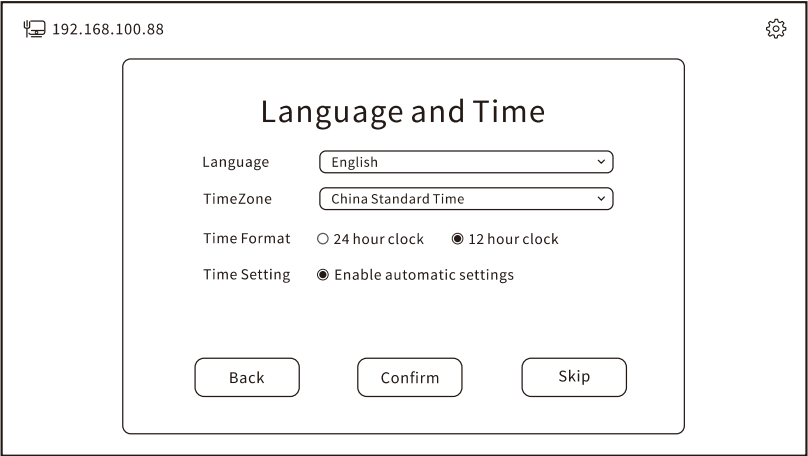 192.168.100.88
Language and Time
Language English
TimeZone China Standard Time
Time Format 24 hour clock 12 hour clock
Time Setting Enable automatic settings
Back Confirm Skip